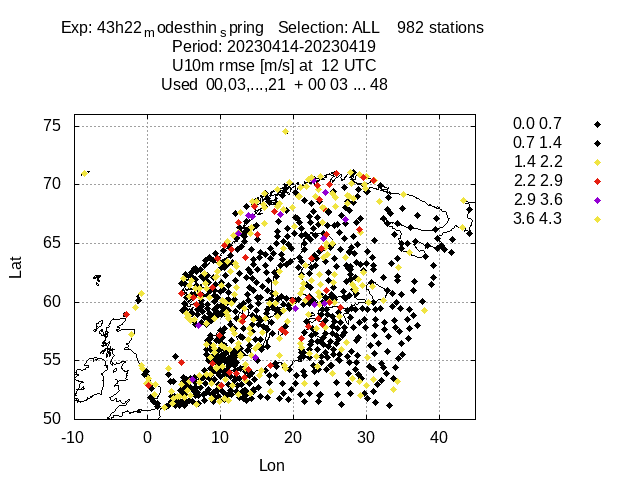 Exp: 43h22modesthinspring Selection: ALL 982 stations
Period: 20230414-20230419
U10m rmse [m/s] at 12 UTC
Used 00,03,...,21 + 00 03 ... 48
75
70
65
60
55
50
Lat
-10 0 10 20 30 40
Lon
0.0 0.7
0.7 1.4
1.4 2.2
2.2 2.9
2.9 3.6
3.6 4.3